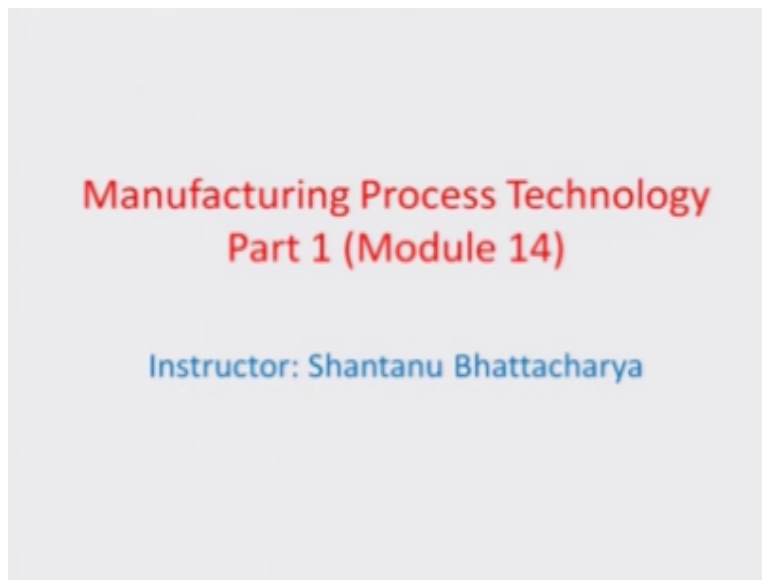 Manufacturing Process Technology
Part 1 (Module 14)
Instructor: Shantanu Bhattacharya